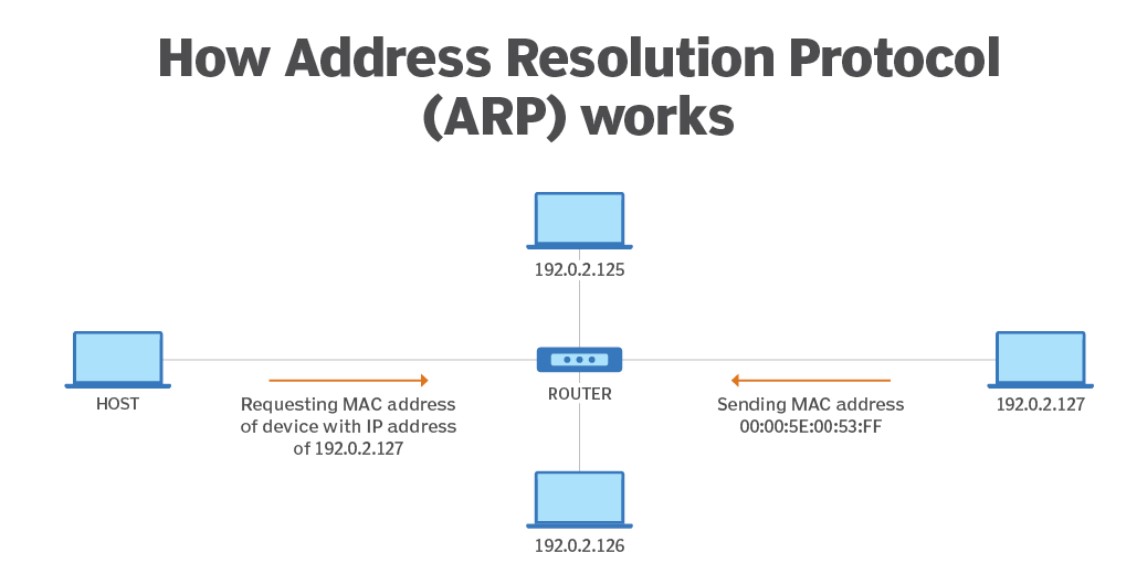 How Address Resolution Protocol
(ARP) works
192.0.2.125
HOST
Requesting MAC address
of device with IP address
of 192.0.2.127
ROUTER
Sending MAC address
00:00:5E:00:53:FF
192.0.2.127
192.0.2.126